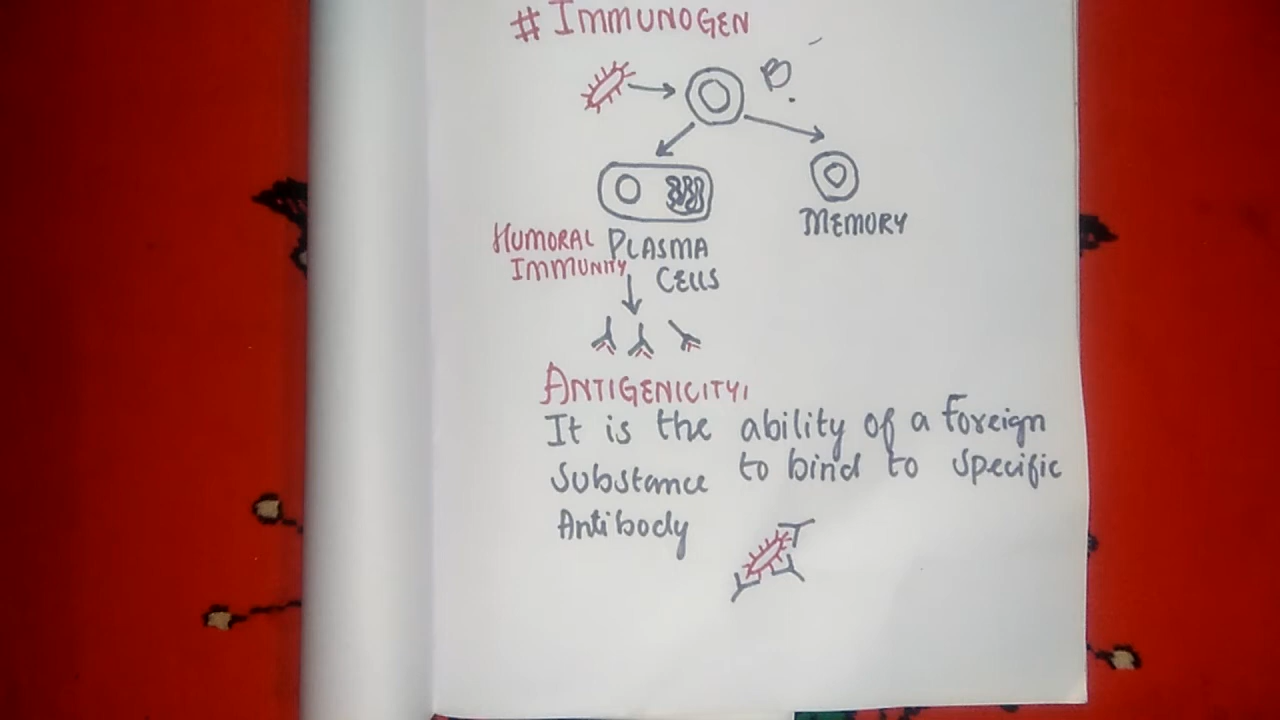 # IMMUNOGEN
B
MEMORY
HUMORAL
IMMUNITY
PLASMA
CELLS
ANTIGENICITY,
It is the ability of a foreign
substance to bind to specific
Antibody